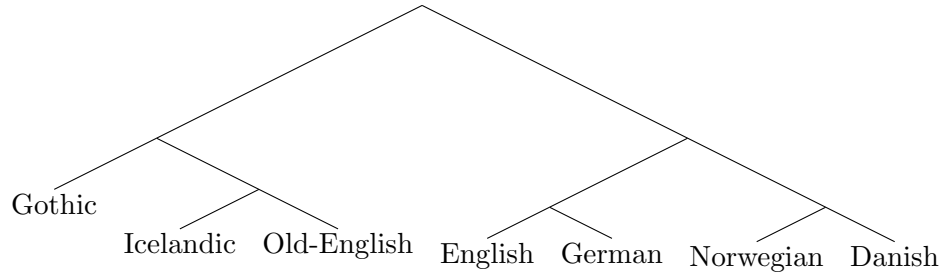 Gothic
Icelandic
Old-English
English
German
Norwegian
Danish